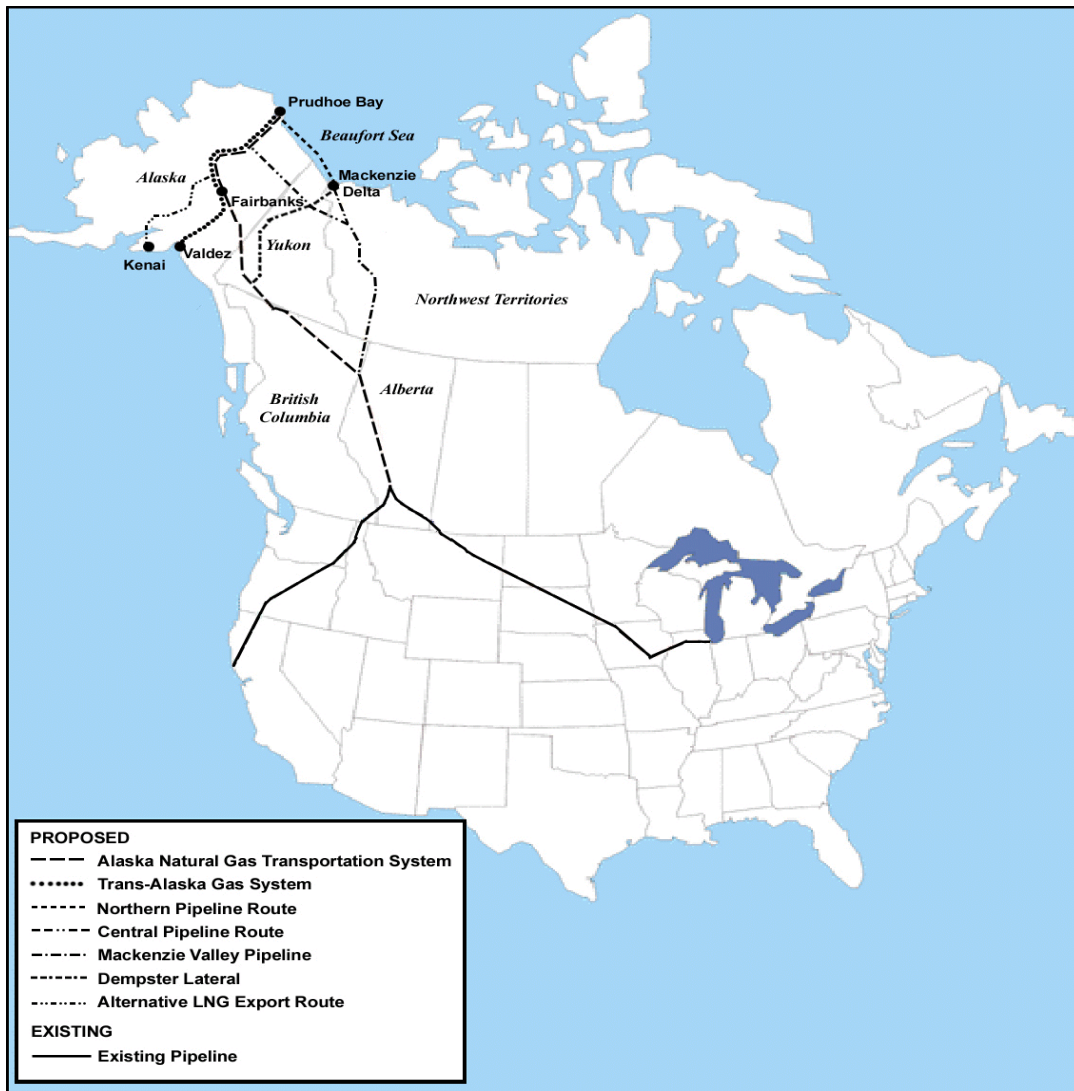 Prudhoe Bay
Beaufort Sea
Mackenzie
Delta
Alaska
Fairbanks
Yukon
Valdez
Kenai
Northwest Territories
British
Columbia
Alberta
PROPOSED
Alaska Natural Gas Transportation System
Trans-Alaska Gas System
Northern Pipeline Route
Central Pipeline Route
Mackenzie Valley Pipeline
Dempster Lateral
Alternative LNG Export Route
EXISTING
Existing Pipeline